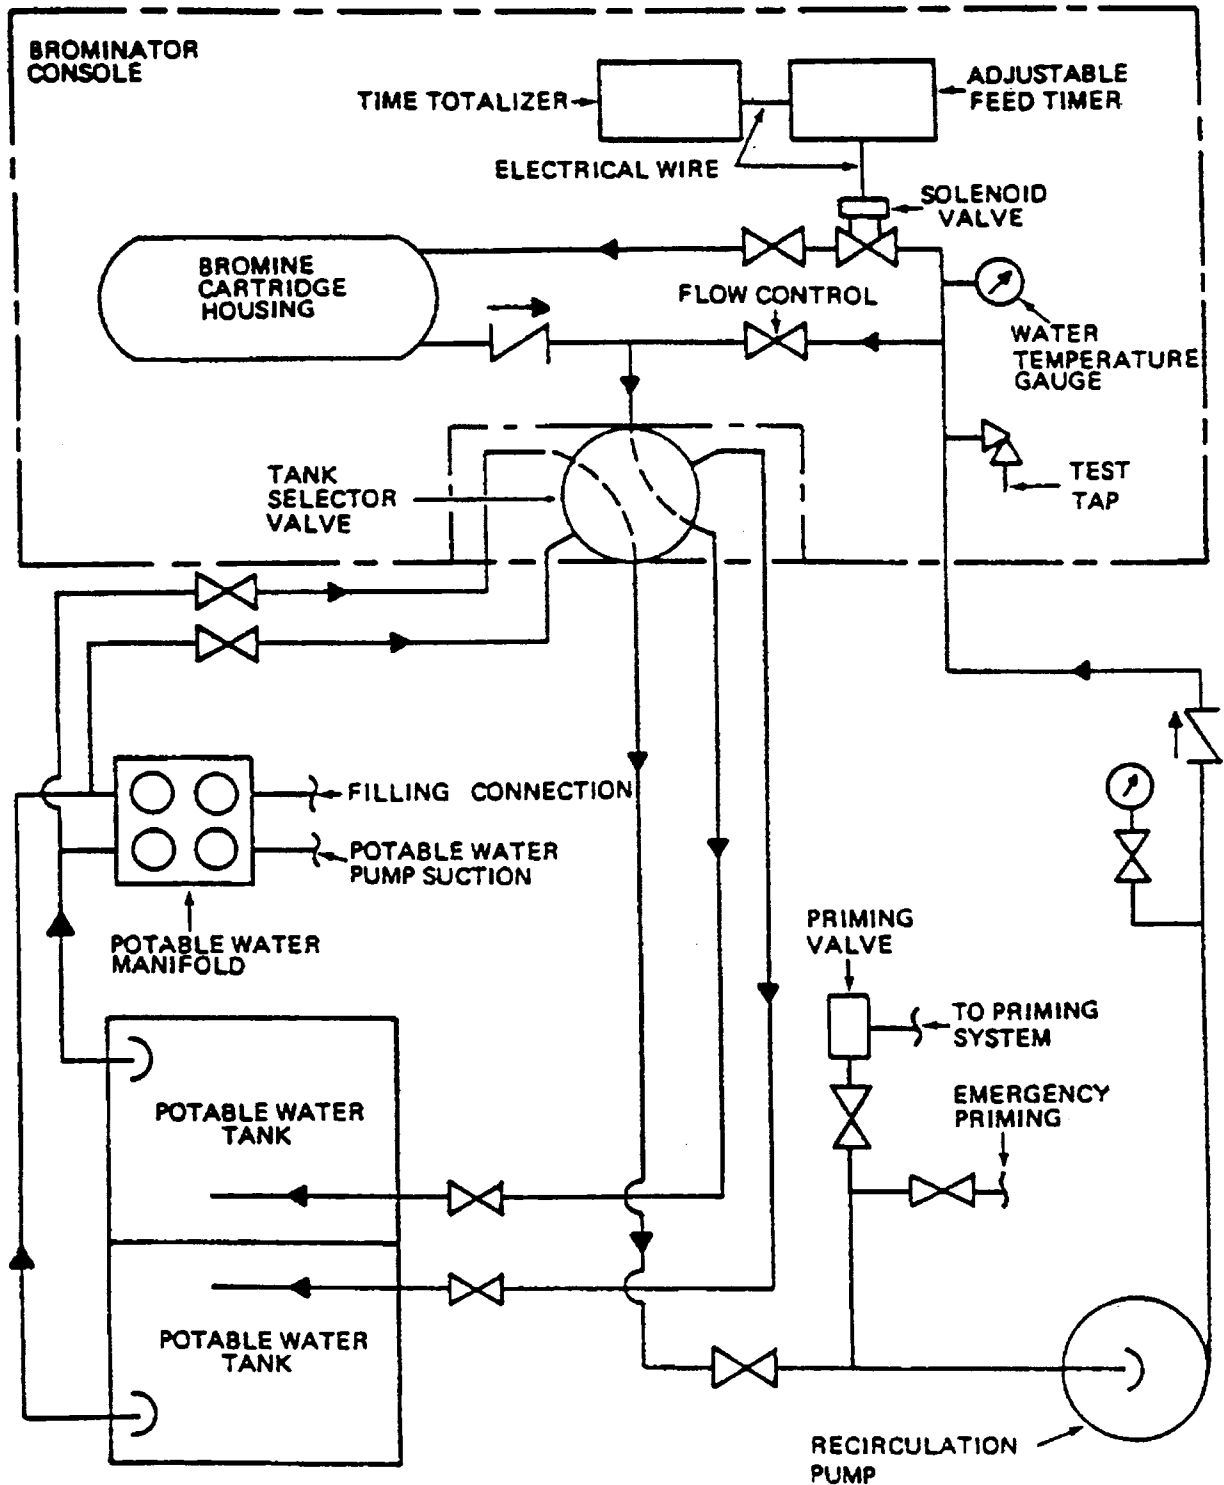 BROMINATOR
CONSOLE
TIME TOTALIZER
ADJUSTABLE
FEED TIMER
ELECTRICAL WIRE
SOLENOID
VALVE
BROMINE
CARTRIDGE
HOUSING
FLOW CONTROL
WATER
TEMPERATURE
GAUGE
TANK
SELECTOR
VALVE
TEST
TAP
FILLING CONNECTION
POTABLE WATER
PUMP SUCTION
POTABLE WATER
MANIFOLD
PRIMING
VALVE
TO PRIMING
SYSTEM
EMERGENCY
PRIMING
POTABLE WATER
TANK
POTABLE WATER
TANK
RECIRCULATION
PUMP